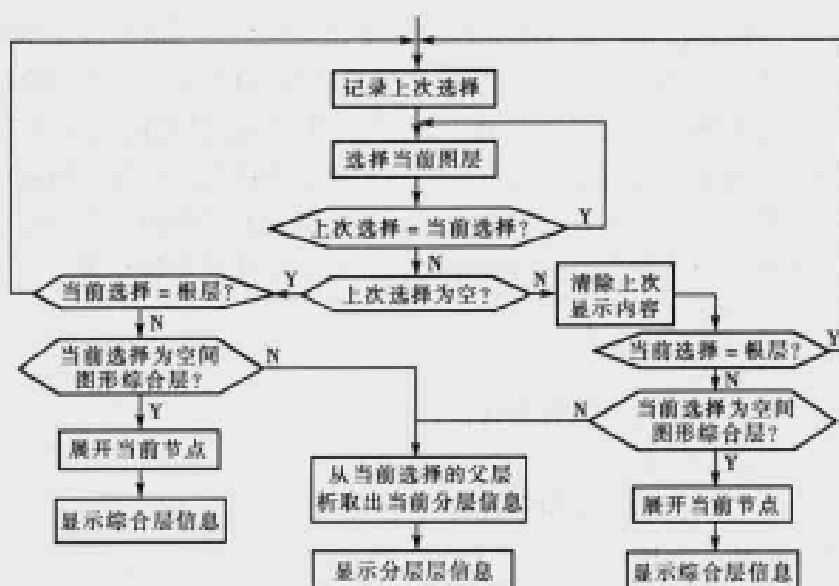 记录上次选择
选择当前图层
上次选择 = 当前选择?
Y
N
当前选择 = 根层?
Y
上次选择为空?
N
清除上次
显示内容
N
当前选择 = 根层?
Y
当前选择为空间
图形综合层?
N
N
N
当前选择为空间
图形综合层?
Y
展开当前节点
从当前选择的父层
析取出当前分层信息
Y
展开当前节点
显示综合层信息
显示分层层信息
显示综合层信息